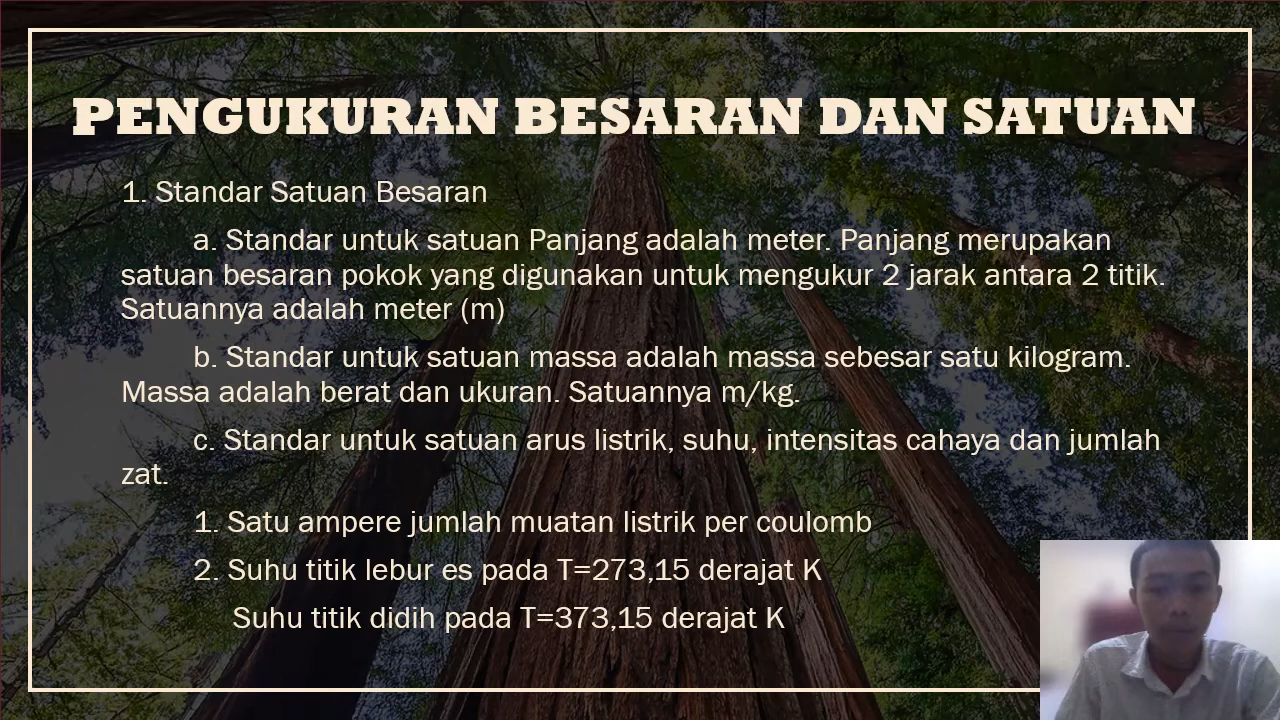 PENGUKURAN BESARAN DAN SATUAN
1. Standar Satuan Besaran
a. Standar untuk satuan Panjang adalah meter. Panjang merupakan
satuan besaran pokok yang digunakan untuk mengukur 2 jarak antara 2 titik.
Satuannya adalah meter (m)
b. Standar untuk satuan massa adalah massa sebesar satu kilogram.
Massa adalah berat dan ukuran. Satuannya m/kg.
c. Standar untuk satuan arus listrik, suhu, intensitas cahaya dan jumlah
zat.
1. Satu ampere jumlah muatan listrik per coulomb
2. Suhu titik lebur es pada T=273,15 derajat K
Suhu titik didih pada T=373,15 derajat K